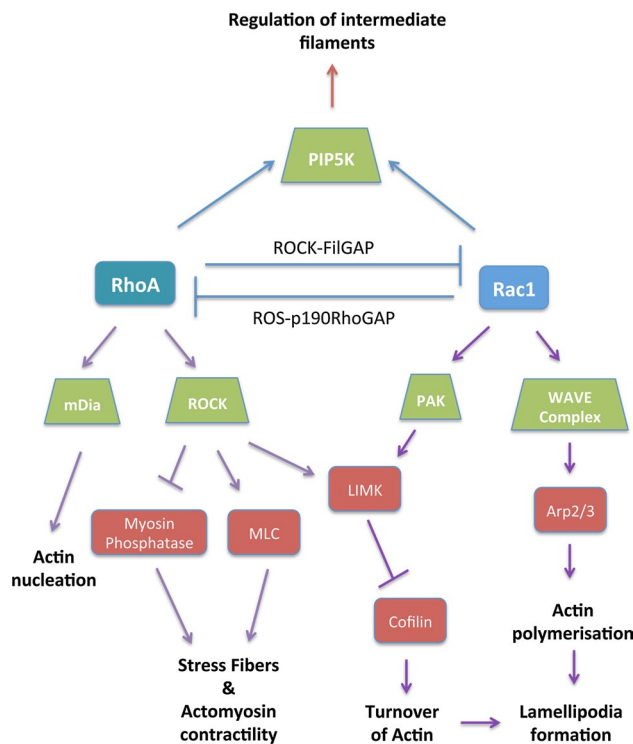 Regulation of intermediate
filaments
PIP5K
ROCK-FilGAP
RhoA
Rac1
ROS-p190RhoGAP
mDia
ROCK
PAK
WAVE
Complex
LIMK
Arp2/3
Myosin
Phosphatase
MLC
Actin
nucleation
Cofilin
Actin
polymerisation
Stress Fibers
&
Actomyosin
contractility
Turnover
of Actin
Lamellipodia
formation